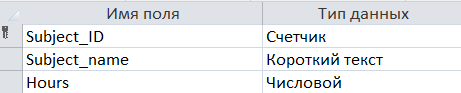 Имя поля Тип данных
Subject_ID Счетчик
Subject_name Короткий текст
Hours Числовой